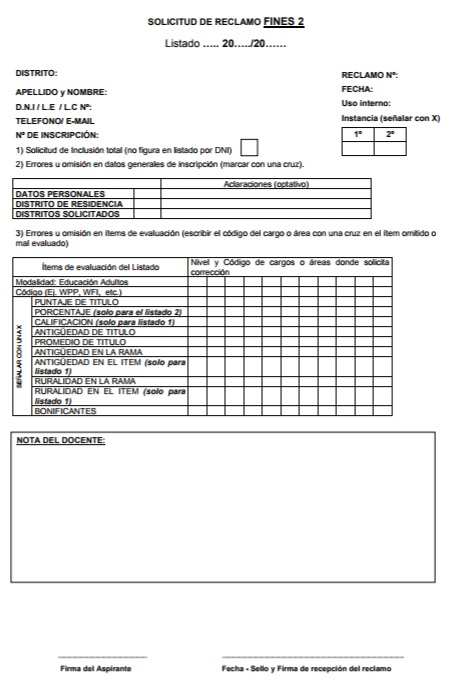 SOLICITUD DE RECLAMO FINES 2
Listado ..... 20...../20......
DISTRITO:
RECLAMO Nº:
APELLIDO y NOMBRE:
FECHA:
D.N.I / L.E / L.C Nº:
Uso interno:
TELEFONO/ E-MAIL
Instancia (señalar con X)
Nº DE INSCRIPCIÓN:
1º 2º
1) Solicitud de Inclusión total (no figura en listado por DNI)
2) Errores u omisión en datos generales de inscripción (marcar con una cruz).
Aclaraciones (optativo)
DATOS PERSONALES
DISTRITO DE RESIDENCIA
DISTRITOS SOLICITADOS
3) Errores u omisión en ítems de evaluación (escribir el código del cargo o área con una cruz en el ítem omitido o
mal evaluado)
Ítems de evaluación del Listado
Nivel y Código de cargos o áreas donde solicita
corrección
Modalidad: Educación Adultos
Código (Ej. WPP, WFI, etc.)
SEÑALAR CON UNA X
PUNTAJE DE TITULO
PORCENTAJE (solo para el listado 2)
CALIFICACION (solo para listado 1)
ANTIGÜEDAD DE TITULO
PROMEDIO DE TITULO
ANTIGÜEDAD EN LA RAMA
ANTIGÜEDAD EN EL ITEM (solo para
listado 1)
RURALIDAD EN LA RAMA
RURALIDAD EN EL ITEM (solo para
listado 1)
BONIFICANTES
NOTA DEL DOCENTE:
Firma del Aspirante
Fecha - Sello y Firma de recepción del reclamo